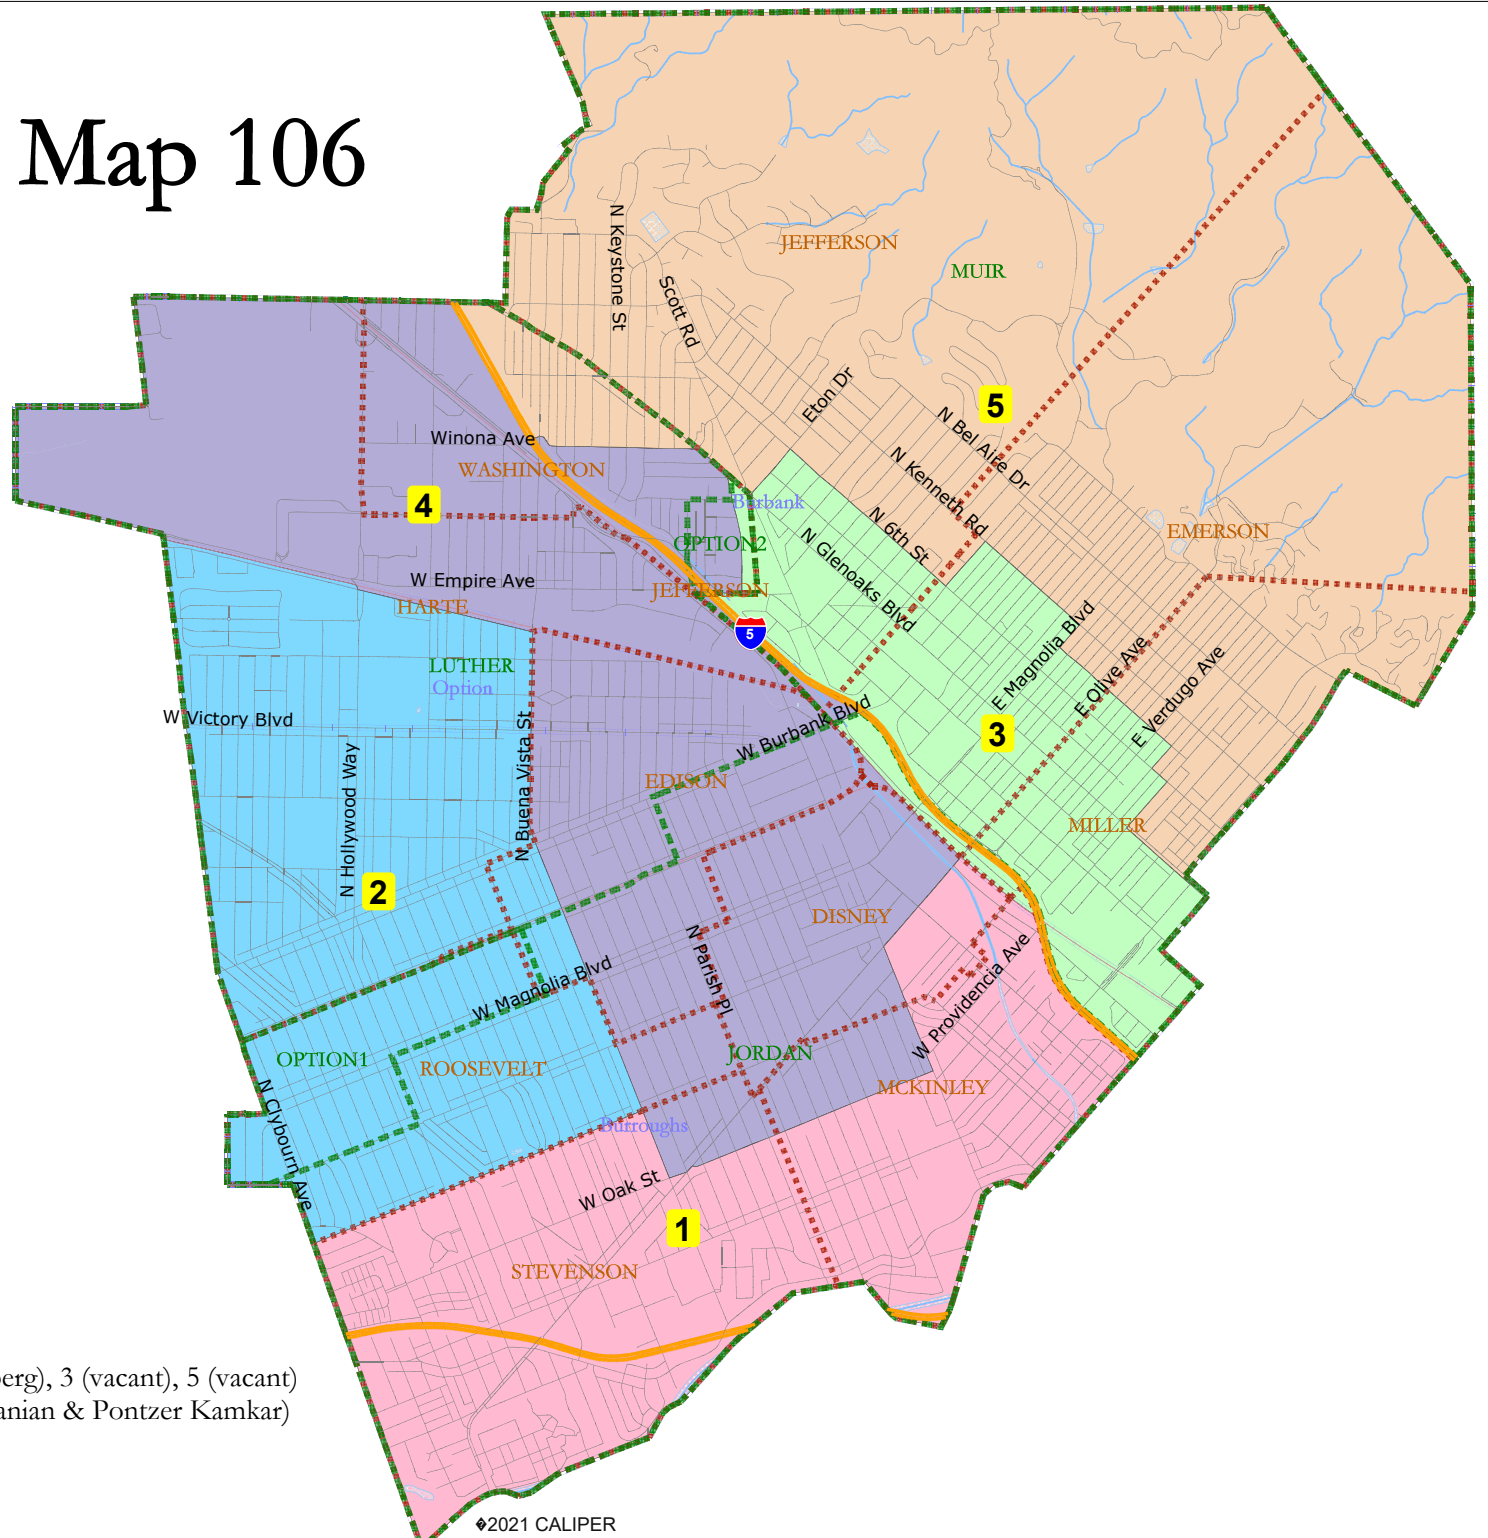 Map 106
N Keystone St
Scott Rd
JEFFERSON
MUIR
Eton Dr
5
N Bel Aire Dr
Winona Ave
WASHINGTON
N Kenneth Rd
4
Burbank
N 6th St
EMERSON
OPTION2
N Glenoaks Blvd
W Empire Ave
JEFFERSON
HARTE
5
E Magnolia Blvd
LUTHER
Option
E Olive Ave
E Verdugo Ave
W Victory Blvd
N Buena Vista St
W Burbank Blvd
3
N Hollywood Way
EDISON
MILLER
2
DISNEY
N Parish Pl
W Magnolia Blvd
W Providencia Ave
OPTION1
ROOSEVELT
JORDAN
MCKINLEY
N Clybourn Ave
Burroughs
W Oak St
1
STEVENSON
erg), 3 (vacant), 5 (vacant)
anian & Pontzer Kamkar)
�2021 CALIPER